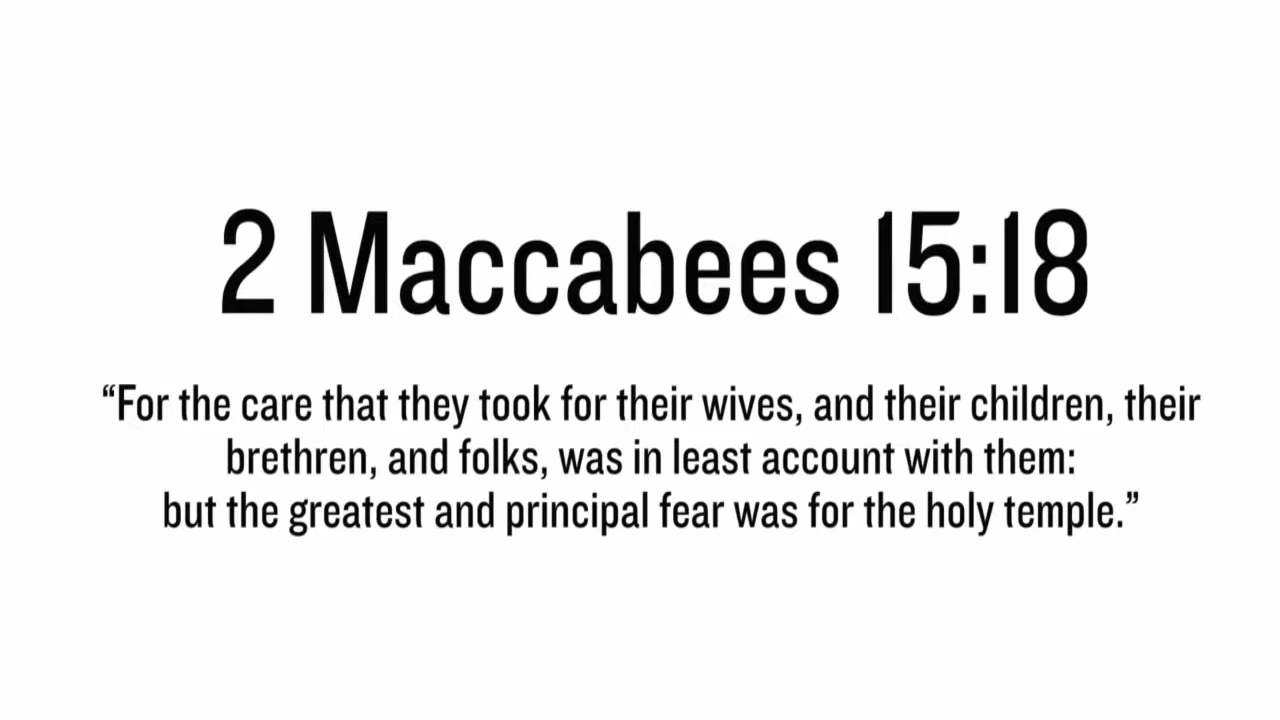 2 Maccabees 15:18
“For the care that they took for their wives, and their children, their
brethren, and folks, was in least account with them:
but the greatest and principal fear was for the holy temple.”